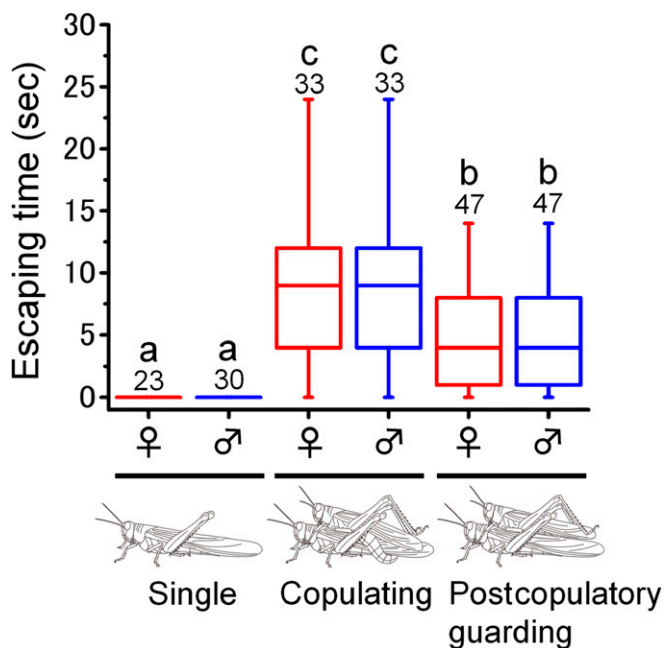 Escaping time (sec)
30
25
20
15
10
5
0
a
23
a
30
c
33
c
33
b
47
b
47
♀ ♂ ♀ ♂ ♀ ♂
Single
Copulating
Postcopulatory
guarding